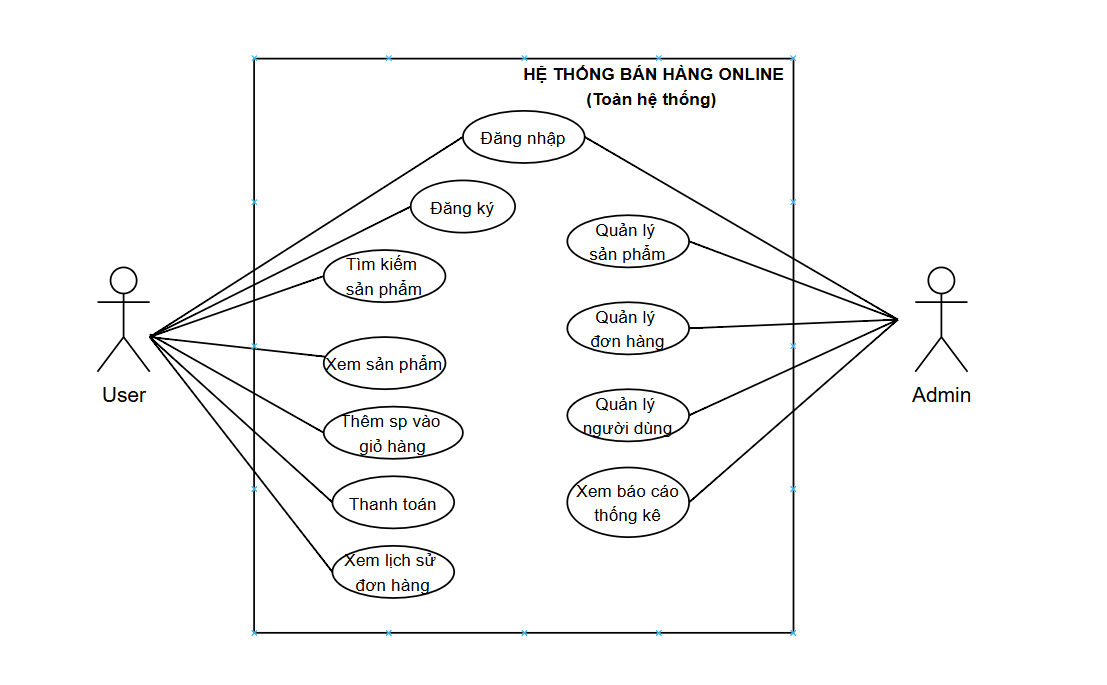 HỆ THỐNG BÁN HÀNG ONLINE
(Toàn hệ thống)
Đăng nhập
Đăng ký
Tìm kiếm
sản phẩm
Xem sản phẩm
Thêm sp vào
giỏ hàng
Thanh toán
Xem lịch sử
đơn hàng
Quản lý
sản phẩm
Quản lý
đơn hàng
Quản lý
người dùng
Xem báo cáo
thống kê
User
Admin